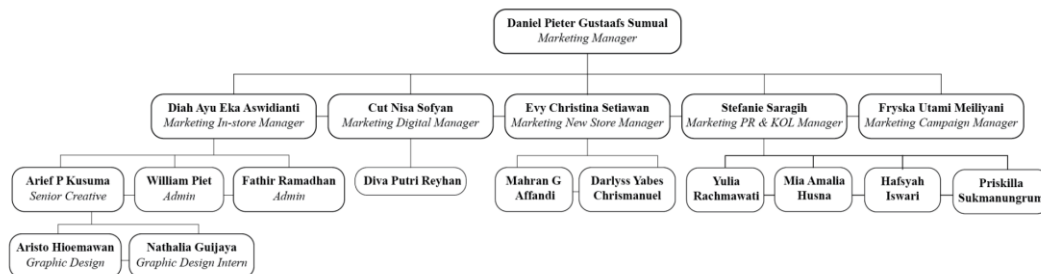 Daniel Pieter Gustaafs Sumual
Marketing Manager
Diah Ayu Eka Aswidianti
Marketing In-store Manager
Cut Nisa Sofyan
Marketing Digital Manager
Evy Christina Setiawan
Marketing New Store Manager
Stefanie Saragih
Marketing PR & KOL Manager
Fryska Utami Meiliyani
Marketing Campaign Manager
Arief P Kusuma
Senior Creative
William Piet
Admin
Fathir Ramadhan
Admin
Diva Putri Reyhan
Mahran G
Affandi
Darlyss Yabes
Chrismanuel
Yulia
Rachmawati
Mia Amalia
Husna
Hafsyah
Iswari
Priskilla
Sukmanungrum
Aristo Hioemawan
Graphic Design
Nathalia Guijaya
Graphic Design Intern